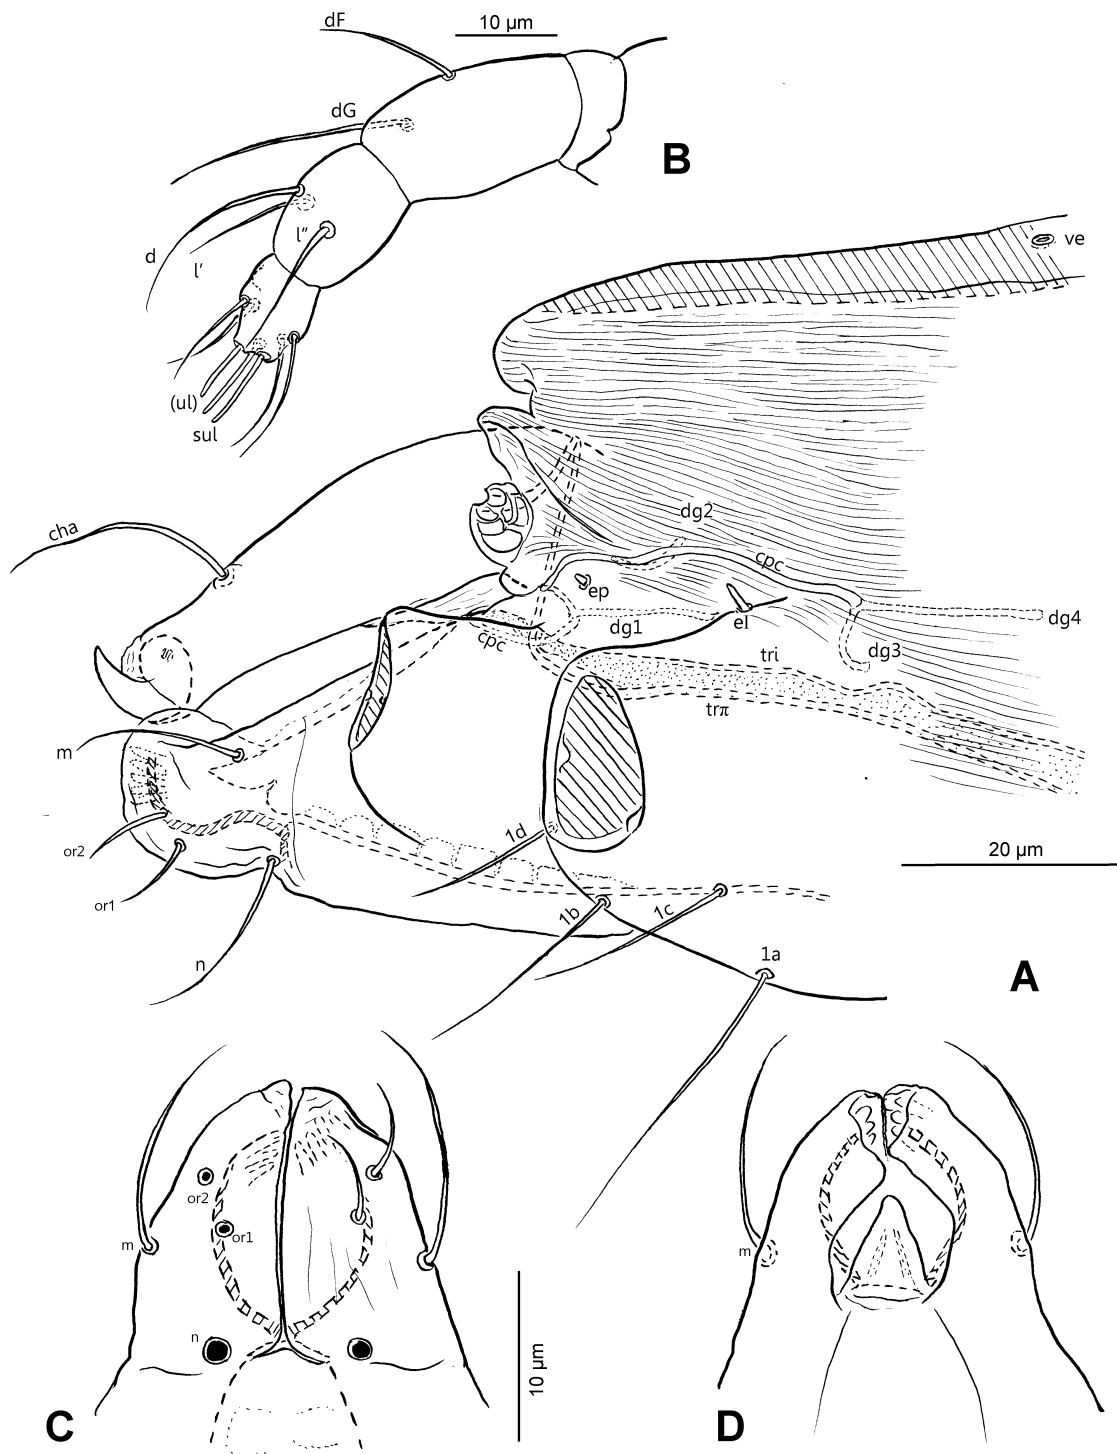 dF
10 µm
dG
B
ve
l"
d
l'
(ul)
sul
dg2
cha
cpc
ep
el
dg4
dg1
cpc
dg3
tri
trπ
m
1d
or2
20 µm
or1
1b
1c
n
1a
A
or2
or1
m
m
n
10 µm
C
D